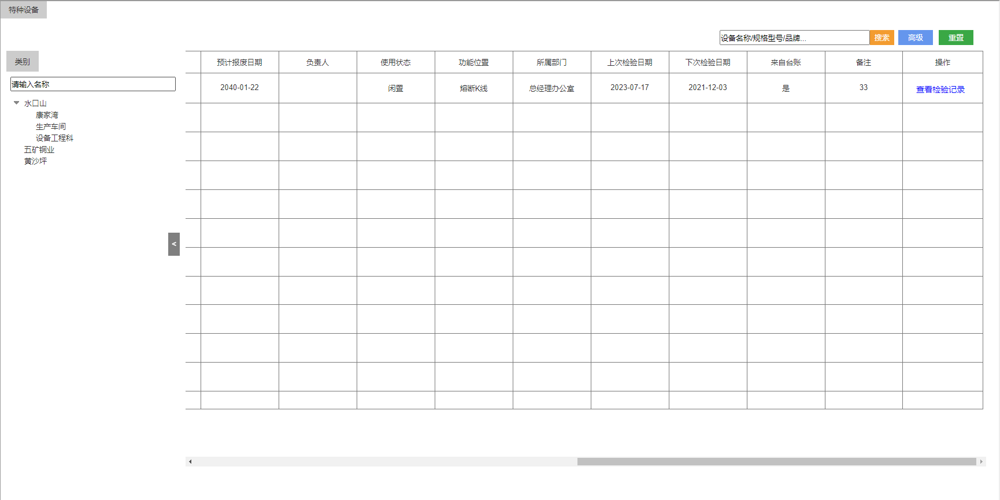 特种设备
设备名称/规格型号/品牌... 搜索 高级 重置
类别
请输入名称
水口山
康家湾
生产车间
设备工程科
五矿铜业
黄沙坪
<
预计报废日期 负责人 使用状态 功能位置 所属部门 上次检验日期 下次检验日期 来自台账 备注 操作
2040-01-22 闲置 熔断K线 总经理办公室 2023-07-17 2021-12-03 是 33 查看检验记录